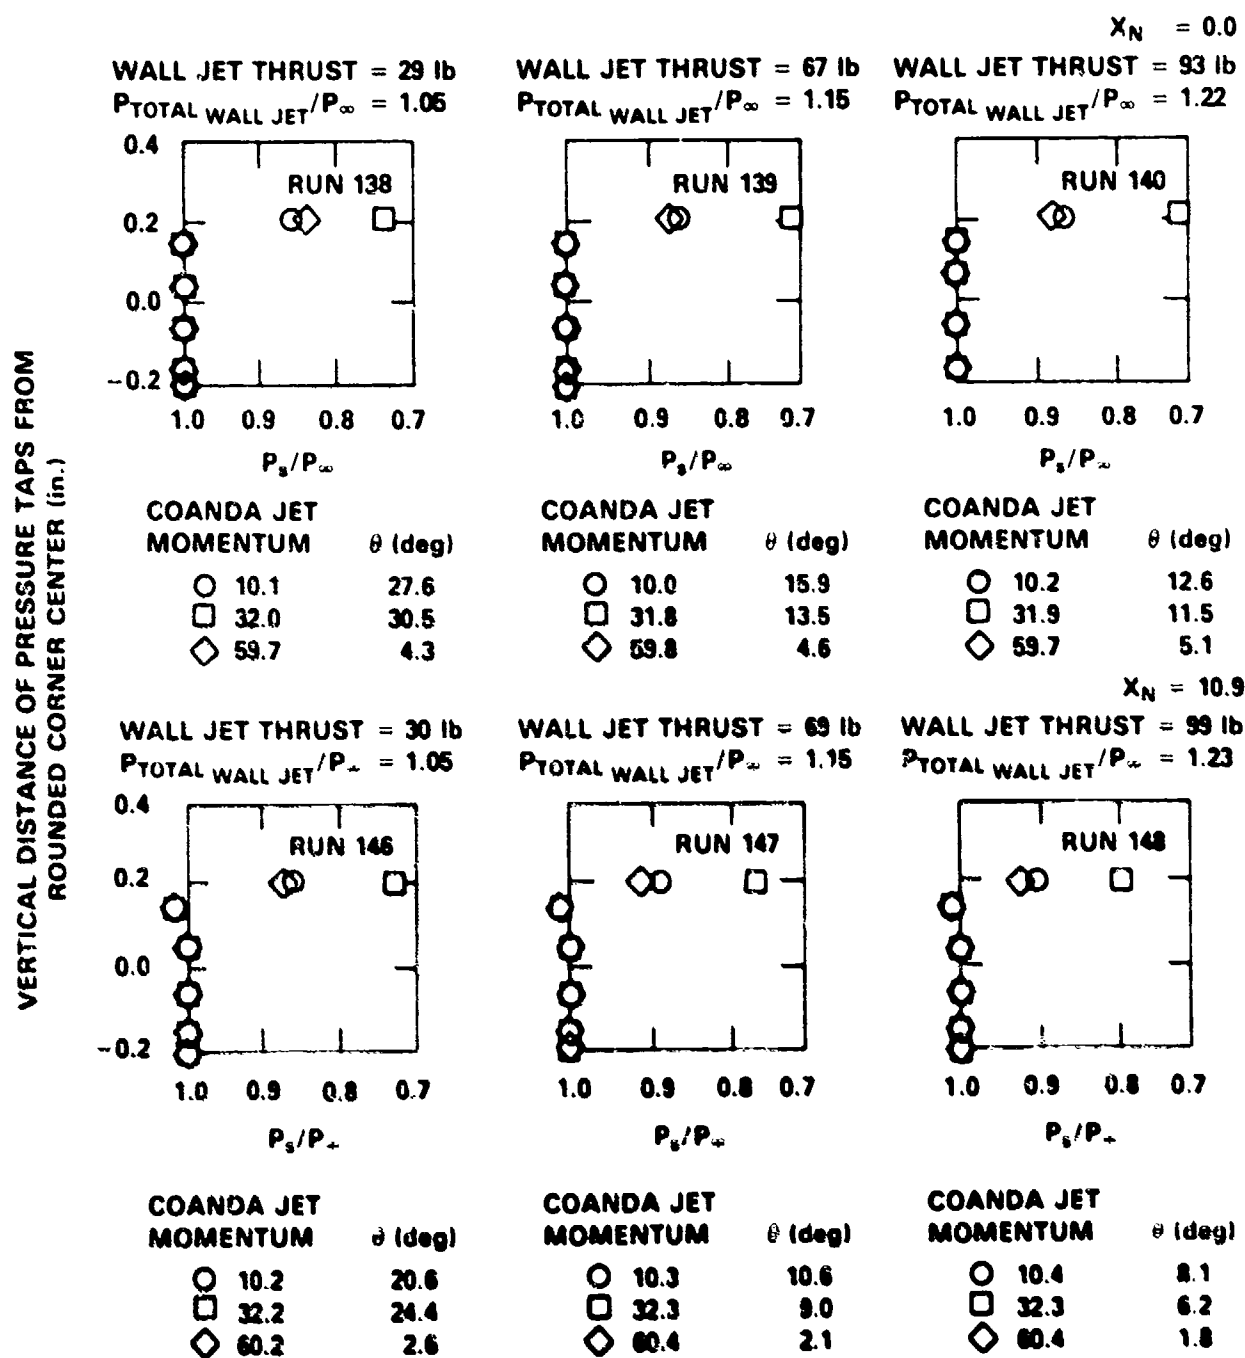 X_N = 0.0
WALL JET THRUST = 29 lb
P_TOTAL WALL JET/P_∞ = 1.05
WALL JET THRUST = 67 lb
P_TOTAL WALL JET/P_∞ = 1.15
WALL JET THRUST = 93 lb
P_TOTAL WALL JET/P_∞ = 1.22
VERTICAL DISTANCE OF PRESSURE TAPS FROM
ROUNDED CORNER CENTER (in.)
0.4
0.2
0.0
-0.2
RUN 138
RUN 139
RUN 140
1.0 0.9 0.8 0.7
1.0 0.9 0.8 0.7
1.0 0.9 0.8 0.7
P_s/P_∞
P_s/P_∞
P_s/P_∞
COANDA JET
MOMENTUM θ (deg)
10.1 27.6
32.0 30.5
59.7 4.3
COANDA JET
MOMENTUM θ (deg)
10.0 15.9
31.8 13.5
59.8 4.6
COANDA JET
MOMENTUM θ (deg)
10.2 12.6
31.9 11.5
59.7 5.1
X_N = 10.9
WALL JET THRUST = 30 lb
P_TOTAL WALL JET/P_∞ = 1.05
WALL JET THRUST = 69 lb
P_TOTAL WALL JET/P_∞ = 1.15
WALL JET THRUST = 99 lb
P_TOTAL WALL JET/P_∞ = 1.23
0.4
0.2
0.0
-0.2
RUN 146
RUN 147
RUN 148
1.0 0.9 0.8 0.7
1.0 0.9 0.8 0.7
1.0 0.9 0.8 0.7
P_s/P_∞
P_s/P_∞
P_s/P_∞
COANDA JET
MOMENTUM θ (deg)
10.2 20.6
32.2 24.4
60.2 2.6
COANDA JET
MOMENTUM θ (deg)
10.3 10.6
32.3 9.0
60.4 2.1
COANDA JET
MOMENTUM θ (deg)
10.4 8.1
32.3 6.2
60.4 1.8